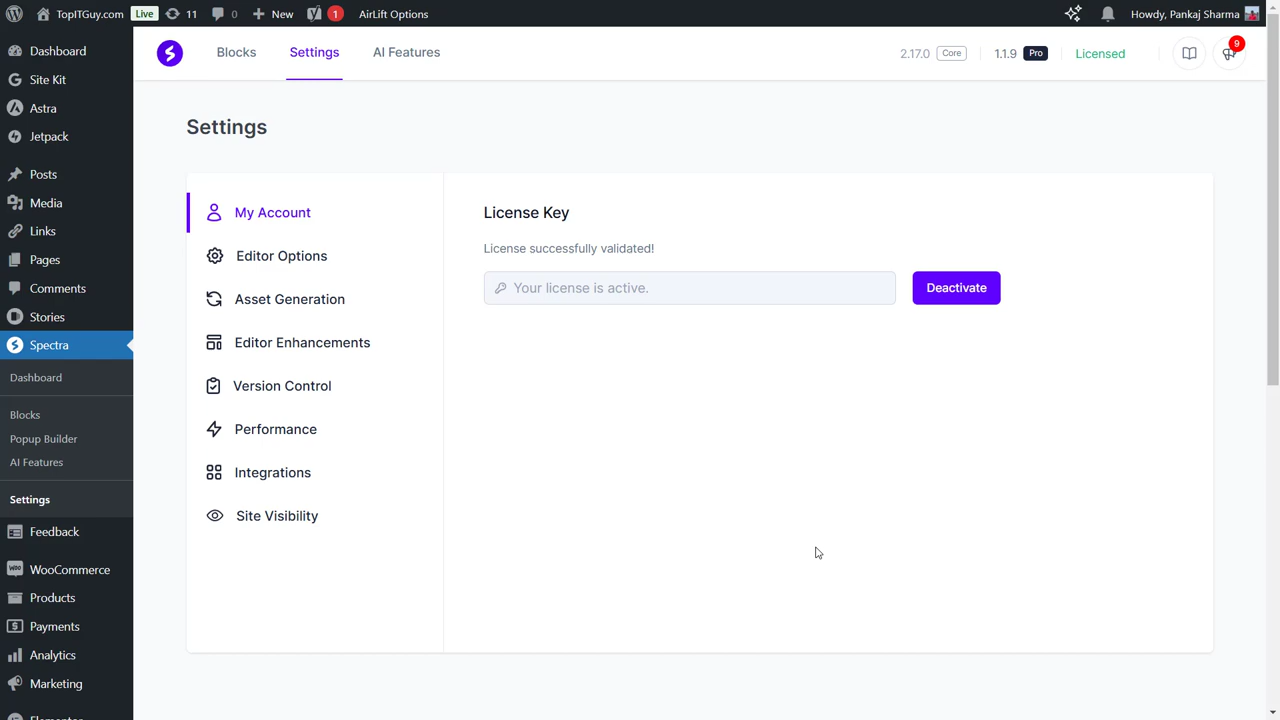 TopITGuy.com Live 11 0 New 1 AirLift Options Howdy, Pankaj Sharma
Dashboard
Site Kit
Astra
Jetpack
Posts
Media
Links
Pages
Comments
Stories
Spectra
Dashboard
Blocks
Popup Builder
AI Features
Settings
Feedback
WooCommerce
Products
Payments
Analytics
Marketing
Blocks Settings AI Features 2.17.0 Core 1.1.9 Pro Licensed 9
Settings
My Account
Editor Options
Asset Generation
Editor Enhancements
Version Control
Performance
Integrations
Site Visibility
License Key
License successfully validated!
Your license is active. Deactivate